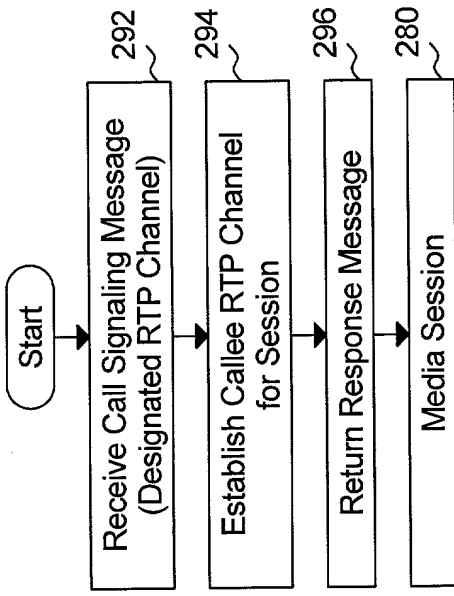 Start
Receive Call Signaling Message
(Designated RTP Channel)
292
Establish Callee RTP Channel
for Session
294
Return Response Message
296
Media Session
280